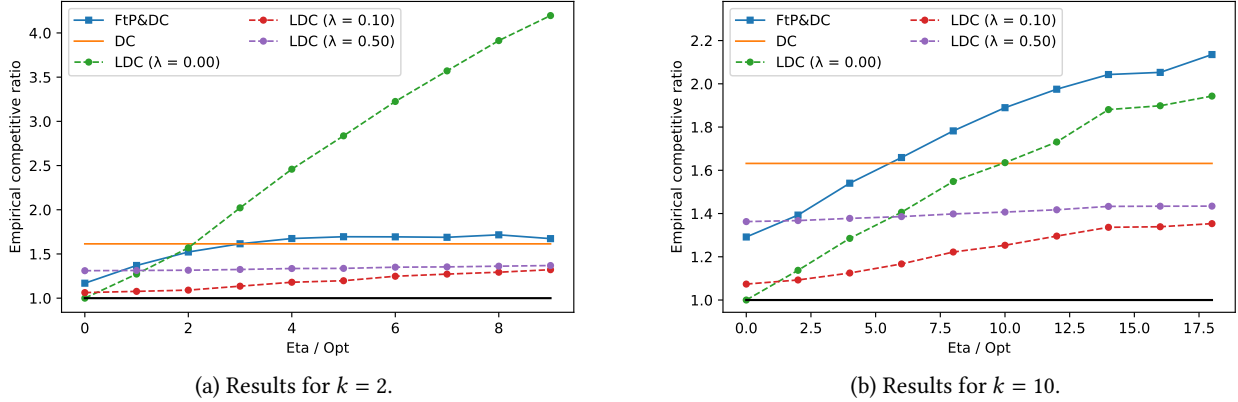 FtP&DC
DC
LDC (λ = 0.00)
LDC (λ = 0.10)
LDC (λ = 0.50)
Empirical competitive ratio
4.0
3.5
3.0
2.5
2.0
1.5
1.0
0 2 4 6 8
Eta / Opt
(a) Results for k = 2.
FtP&DC
DC
LDC (λ = 0.00)
LDC (λ = 0.10)
LDC (λ = 0.50)
Empirical competitive ratio
2.2
2.0
1.8
1.6
1.4
1.2
1.0
0.0 2.5 5.0 7.5 10.0 12.5 15.0 17.5
Eta / Opt
(b) Results for k = 10.